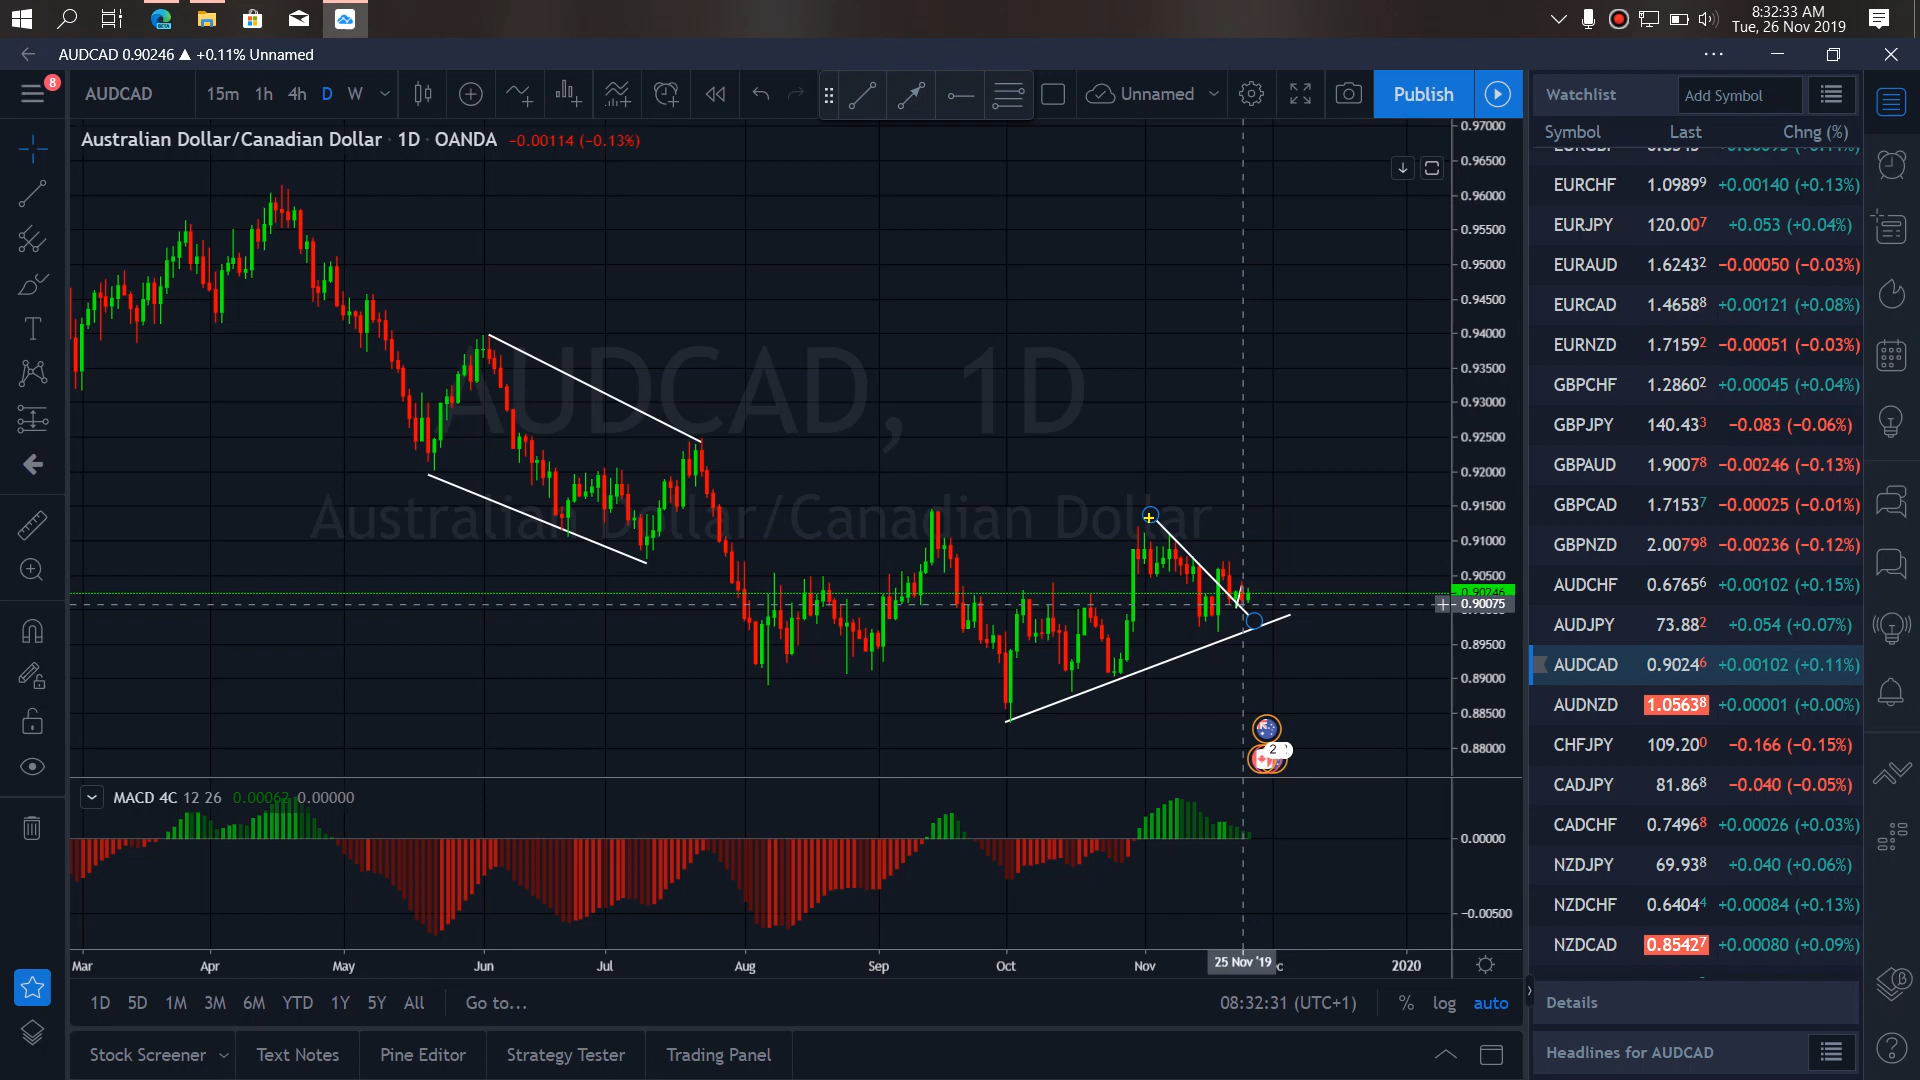 8:32:33 AM
Tue, 26 Nov 2019
AUDCAD 0.90246 ▲ +0.11% Unnamed
8
AUDCAD 15m 1h 4h D W Unnamed Publish
Watchlist Add Symbol
Symbol Last Chng (%)
Australian Dollar/Canadian Dollar · 1D · OANDA −0.00114 (−0.13%)
EURCHF 1.09899 +0.00140 (+0.13%)
EURJPY 120.007 +0.053 (+0.04%)
EURAUD 1.62432 −0.00050 (−0.03%)
EURCAD 1.46588 +0.00121 (+0.08%)
EURNZD 1.71592 −0.00051 (−0.03%)
GBPCHF 1.28602 +0.00045 (+0.04%)
GBPJPY 140.433 −0.083 (−0.06%)
GBPAUD 1.90078 −0.00246 (−0.13%)
GBPCAD 1.71537 −0.00025 (−0.01%)
GBPNZD 2.00798 −0.00236 (−0.12%)
AUDCHF 0.67656 +0.00102 (+0.15%)
AUDJPY 73.882 +0.054 (+0.07%)
AUDCAD 0.90246 +0.00102 (+0.11%)
AUDNZD 1.05638 +0.00001 (+0.00%)
CHFJPY 109.200 −0.166 (−0.15%)
CADJPY 81.868 −0.040 (−0.05%)
CADCHF 0.74968 +0.00026 (+0.03%)
NZDJPY 69.938 +0.040 (+0.06%)
NZDCHF 0.64044 +0.00084 (+0.13%)
NZDCAD 0.85427 +0.00080 (+0.09%)
Details
Headlines for AUDCAD
AUDCAD, 1D
Australian Dollar/Canadian Dollar
0.97000
0.96500
0.96000
0.95500
0.95000
0.94500
0.94000
0.93500
0.93000
0.92500
0.92000
0.91500
0.91000
0.90500
0.90246
0.90075
0.89500
0.89000
0.88500
0.88000
2
MACD 4C 12 26 0.00062 0.00000
0.00000
−0.00500
Mar Apr May Jun Jul Aug Sep Oct Nov 25 Nov '19 2020
1D 5D 1M 3M 6M YTD 1Y 5Y All Go to... 08:32:31 (UTC+1) % log auto
Stock Screener Text Notes Pine Editor Strategy Tester Trading Panel